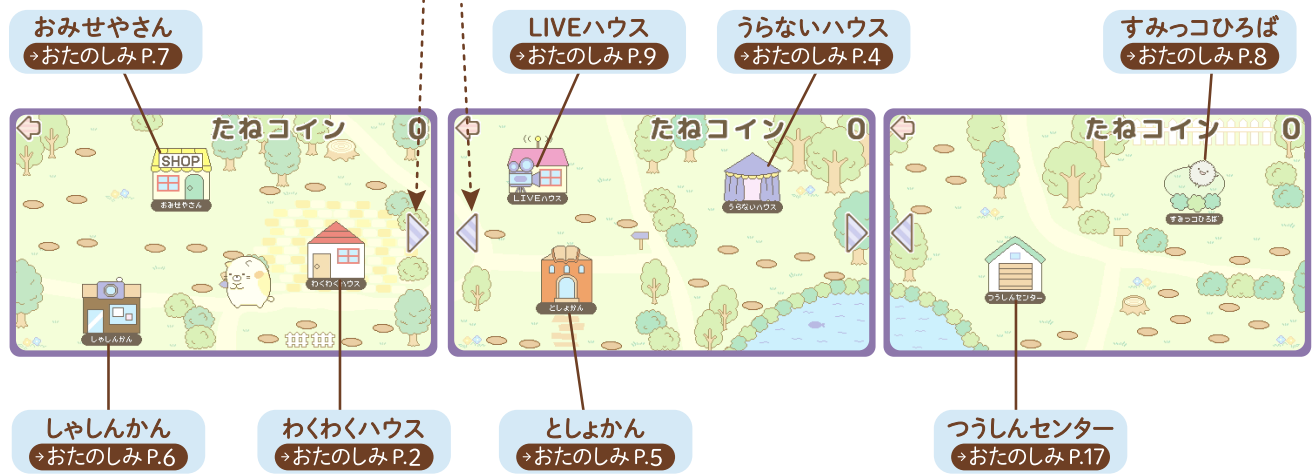 おみせやさん
→おたのしみ P.7
LIVEハウス
→おたのしみ P.9
うらないハウス
→おたのしみ P.4
すみっコひろば
→おたのしみ P.8
たねコイン 0
SHOP
おみせやさん
わくわくハウス
しゃしんかん
たねコイン 0
LIVEハウス
うらないハウス
としょかん
たねコイン 0
すみっコひろば
つうしんセンター
しゃしんかん
→おたのしみ P.6
わくわくハウス
→おたのしみ P.2
としょかん
→おたのしみ P.5
つうしんセンター
→おたのしみ P.17